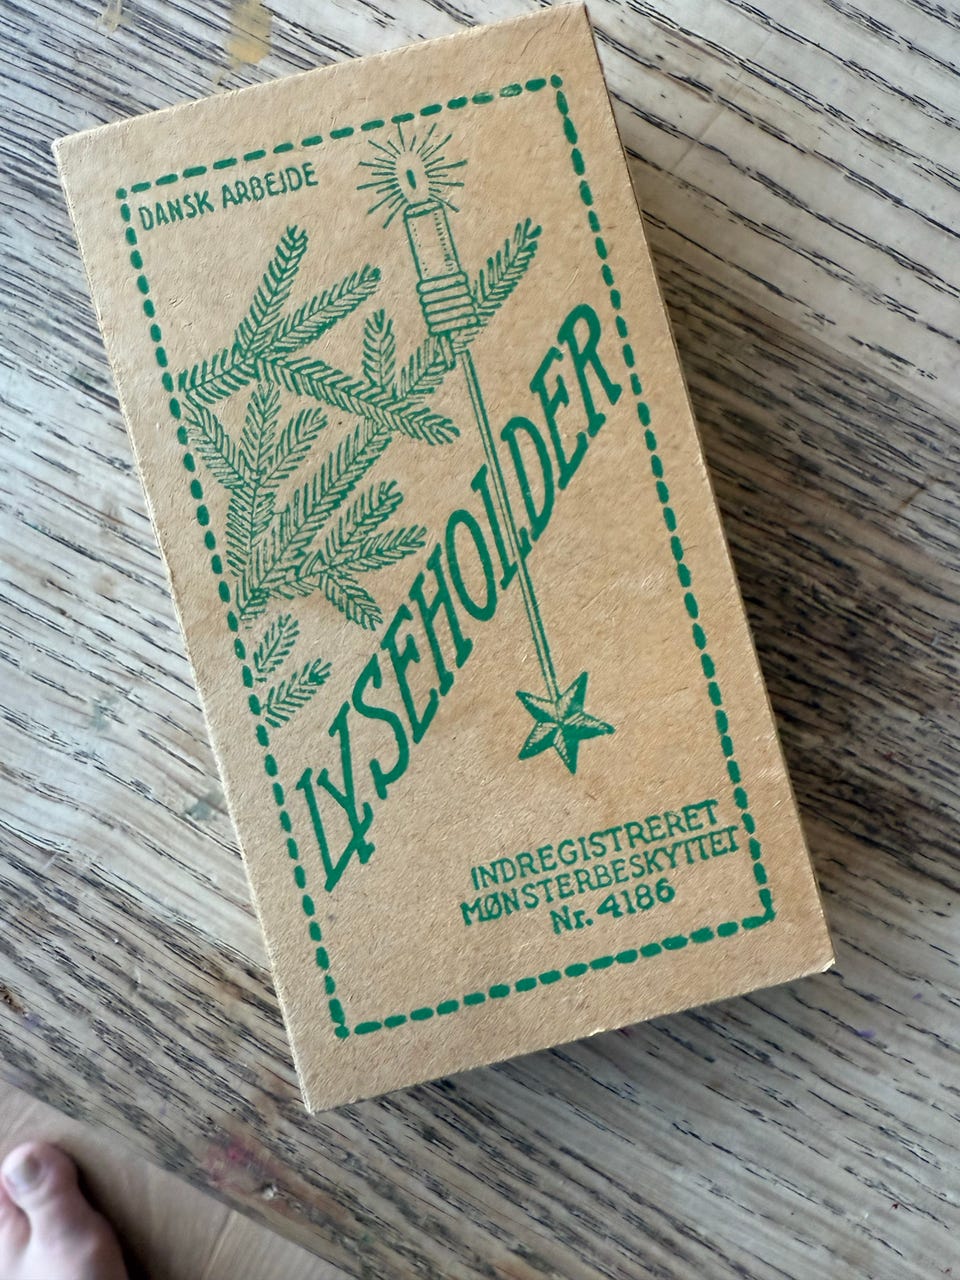 DANSK ARBEJDE
LYSEHOLDER
INDREGISTRERET
MØNSTERBESKYTTET
Nr. 4186